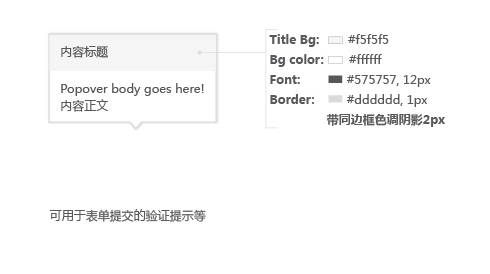 内容标题
Popover body goes here!
内容正文
Title Bg: #f5f5f5
Bg color: #ffffff
Font: #575757, 12px
Border: #dddddd, 1px
带同边框色调阴影2px
可用于表单提交的验证提示等